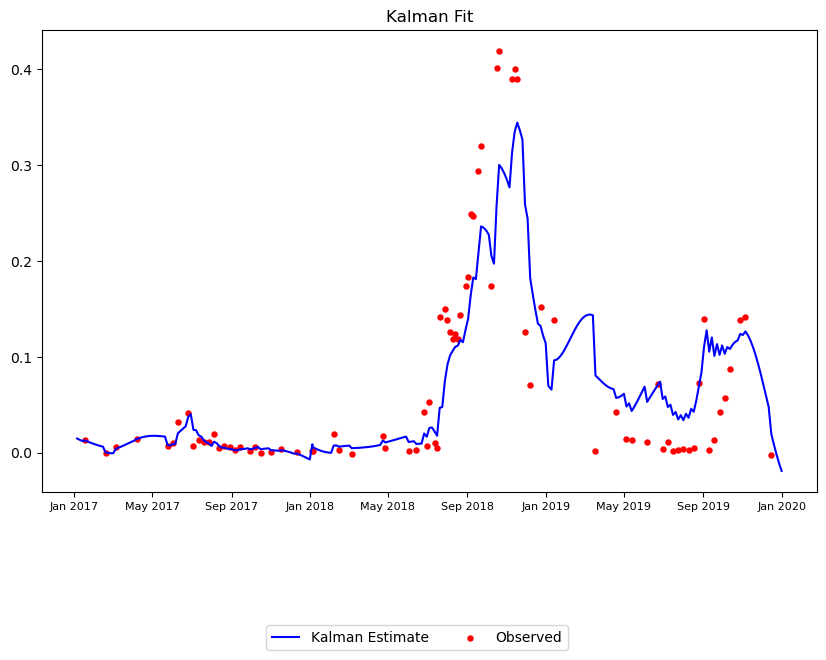 Kalman Fit
0.4
0.3
0.2
0.1
0.0
Jan 2017 May 2017 Sep 2017 Jan 2018 May 2018 Sep 2018 Jan 2019 May 2019 Sep 2019 Jan 2020
Kalman Estimate Observed